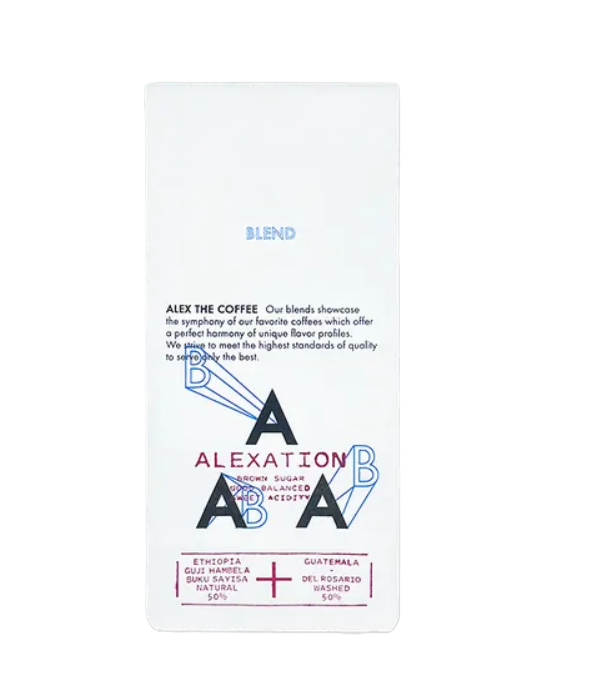 BLEND
ALEX THE COFFEE Our blends showcase
the symphony of our favorite coffees which offer
a perfect harmony of unique flavor profiles.
We strive to meet the highest standards of quality
to serve only the best.
B
A
ALEXATION
B
BROWN SUGAR
GOOD BALANCED
SWEET ACIDITY
A
B
A
ETHIOPIA
GUJI HAMBELA
BUKU SAYISA
NATURAL
50%
+
GUATEMALA
-
DEL ROSARIO
WASHED
50%